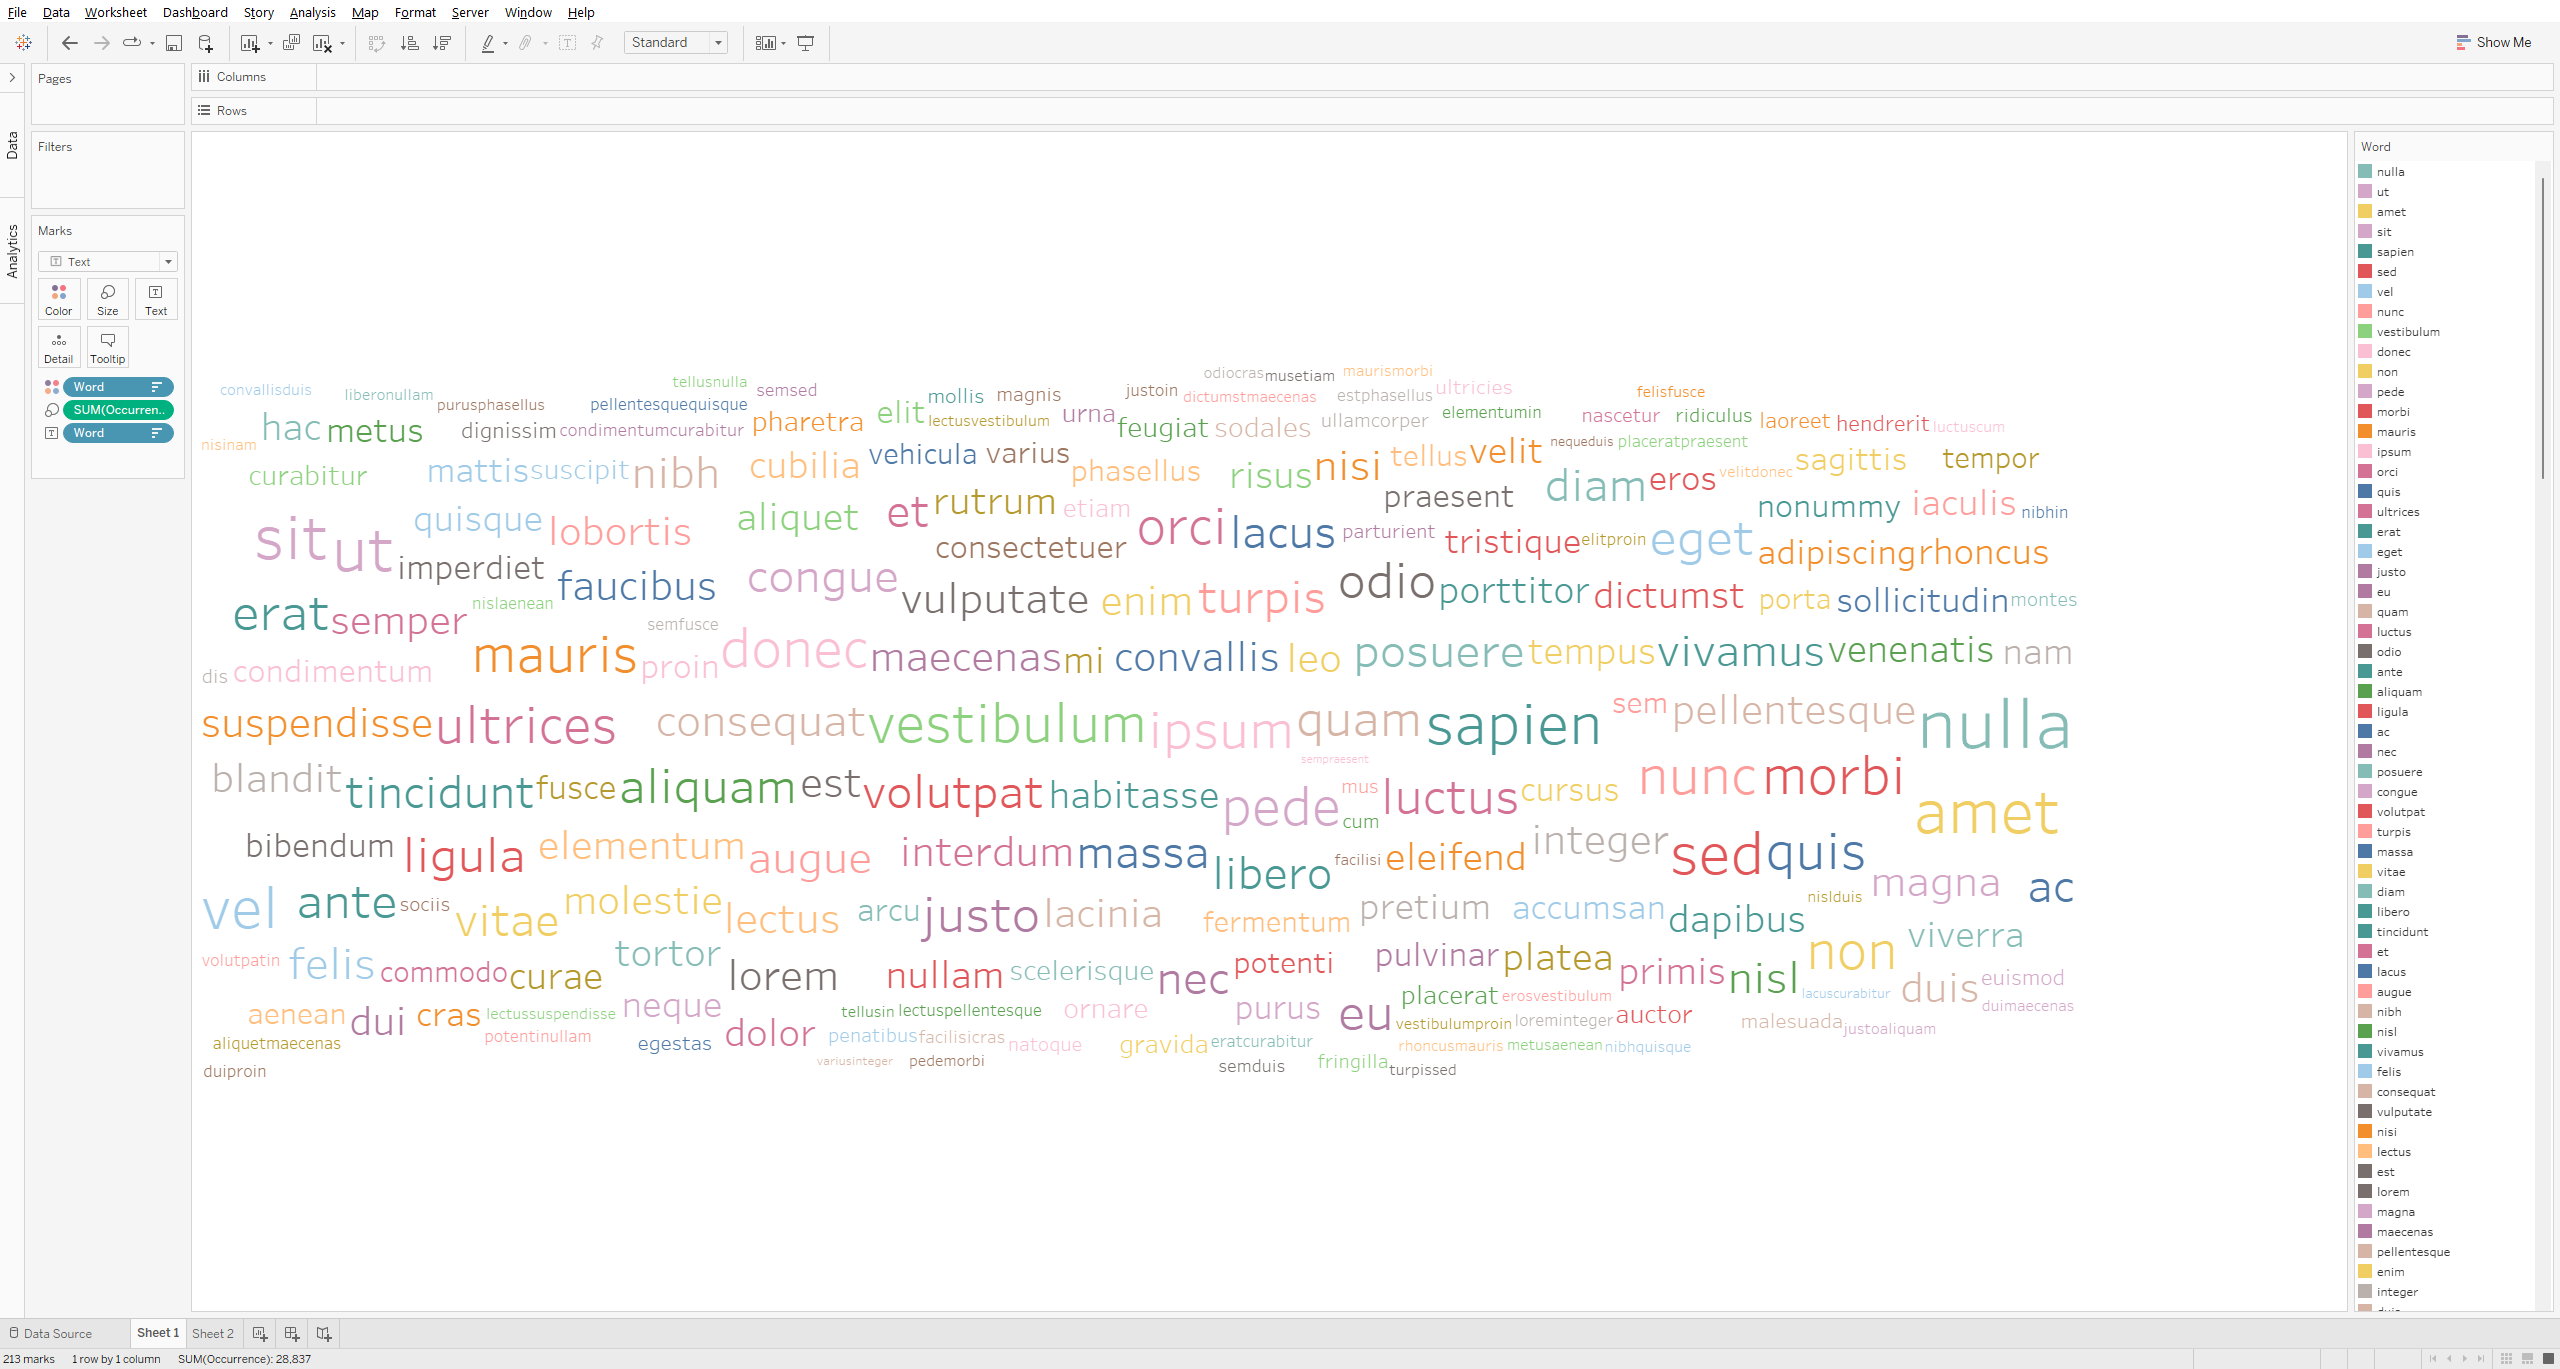 File Data Worksheet Dashboard Story Analysis Map Format Server Window Help
Standard
Show Me
Data
Analytics
Pages
Filters
Marks
Text
Color Size Text
Detail Tooltip
Word
SUM(Occurren..
Word
Columns
Rows
odiocras musetiam maurismorbi
convallisduis liberonullam tellusnulla semsed mollis magnis justoin dictumstmaecenas estphasellus ultricies felisfusce
purusphasellus pellentesquequisque
hac metus dignissim condimentumcurabitur pharetra elit lectusvestibulum urna feugiat sodales ullamcorper elementumin nascetur ridiculus laoreet hendrerit luctuscum
nisinam vehicula varius tellus velit nequeduis placeratpraesent
curabitur mattis suscipit nibh cubilia phasellus risus nisi diam eros velitdonec sagittis tempor
quisque lobortis aliquet et rutrum etiam praesent nonummy iaculis nibhin
sit ut imperdiet consectetuer orci lacus parturient tristique elitproin eget adipiscing rhoncus
erat semper nislaenean faucibus congue vulputate enim turpis odio porttitor dictumst porta sollicitudin montes
semfusce
dis condimentum mauris proin donec maecenas mi convallis leo posuere tempus vivamus venenatis nam
suspendisse ultrices consequat vestibulum ipsum quam sapien sem pellentesque nulla
sempraesent
blandit tincidunt fusce aliquam est volutpat habitasse pede mus luctus cursus nunc morbi
cum amet
bibendum ligula elementum augue interdum massa libero facilisi eleifend integer sed quis
vel ante sociis vitae molestie lectus arcu justo lacinia fermentum pretium accumsan dapibus nislduis magna ac
volutpatin felis commodo curae tortor lorem nullam scelerisque nec potenti pulvinar platea primis nisl non viverra
lacuscurabitur duis euismod
aenean dui cras lectussuspendisse neque tellusin lectuspellentesque ornare purus eu placerat erosvestibulum duimaecenas
vestibulumproin loreminteger auctor malesuada justoaliquam
aliquetmaecenas potentinullam egestas dolor penatibus facilisicras natoque gravida eratcurabitur rhoncusmauris metusaenean nibhquisque
duiproin variusinteger pedemorbi semduis fringilla turpissed
Word
nulla
ut
amet
sit
sapien
sed
vel
nunc
vestibulum
donec
non
pede
morbi
mauris
ipsum
orci
quis
ultrices
erat
eget
justo
eu
quam
luctus
odio
ante
aliquam
ligula
ac
nec
posuere
congue
volutpat
turpis
massa
vitae
diam
libero
tincidunt
et
lacus
augue
nibh
nisl
vivamus
felis
consequat
vulputate
nisi
lectus
est
lorem
magna
maecenas
pellentesque
enim
integer
Data Source Sheet 1 Sheet 2
213 marks 1 row by 1 column SUM(Occurrence): 28,837